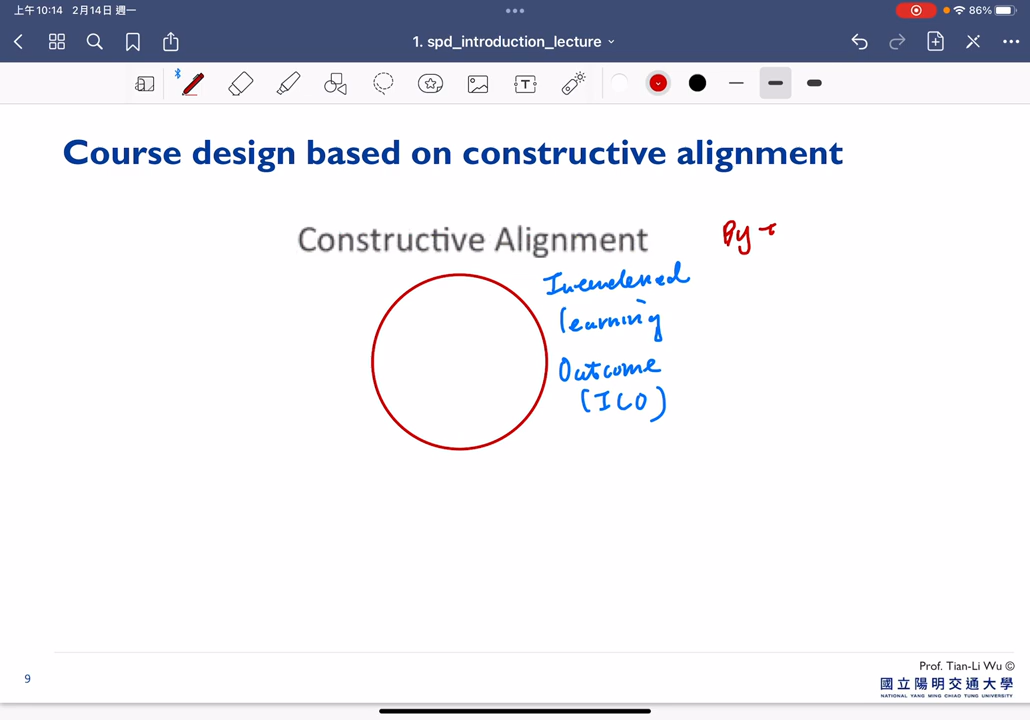 上午10:14 2月14日 週一
86%
1. spd_introduction_lecture
T
Course design based on constructive alignment
Constructive Alignment
By
learning
Outcome
(ILO)
Prof. Tian-Li Wu ©
9
國立陽明交通大學
NATIONAL YANG MING CHIAO TUNG UNIVERSITY